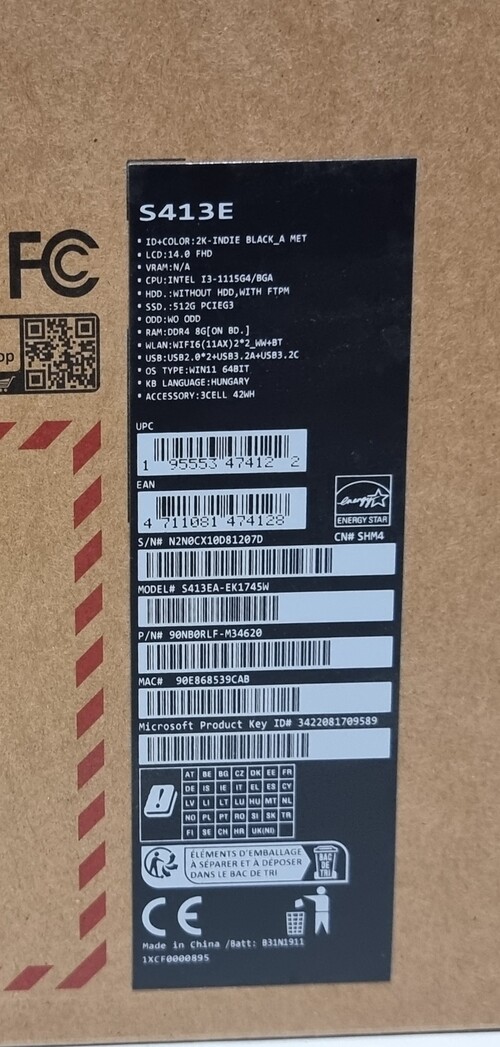 S413E
• ID+COLOR:2K-INDIE BLACK_A MET
• LCD:14.0 FHD
• VRAM:N/A
• CPU:INTEL I3-1115G4/BGA
• HDD.:WITHOUT HDD,WITH FTPM
• SSD.:512G PCIEG3
• ODD:WO ODD
• RAM:DDR4 8G[ON BD.]
• WLAN:WIFI6(11AX)2*2_WW+BT
• USB:USB2.0*2+USB3.2A+USB3.2C
• OS TYPE:WIN11 64BIT
• KB LANGUAGE:HUNGARY
• ACCESSORY:3CELL 42WH
FC
pp
UPC
1 95553 47412 2
EAN
4 711081 474128
energy
ENERGY STAR
S/N# N2N0CX10D81207D
CN# SHM4
MODEL# S413EA-EK1745W
P/N# 90NB0RLF-M34620
MAC# 90E868539CAB
Microsoft Product Key ID# 3422081709589
AT BE BG CZ DK EE FR
DE IS IE IT EL ES CY
LV LI LT LU HU MT NL
NO PL PT RO SI SK TR
FI SE CH HR UK(NI)
ÉLÉMENTS D'EMBALLAGE
À SÉPARER ET À DÉPOSER
DANS LE BAC DE TRI
BAC
DE
TRI
CE
Made in China /Batt: B31N1911
1XCF0000895